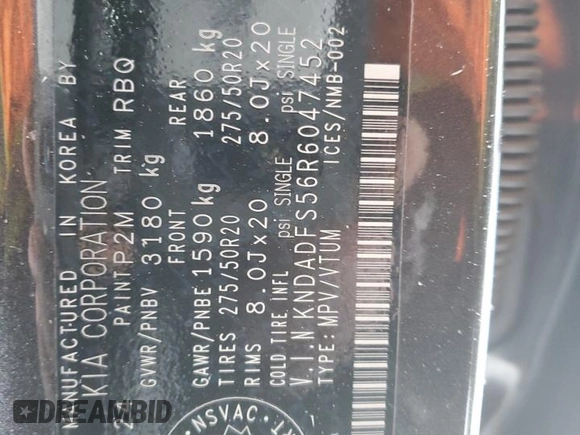 MANUFACTURED IN KOREA BY
KIA CORPORATION
PAINT P2M TRIM RBQ
GVWR/PNBV 3180 kg
FRONT REAR
GAWR/PNBE 1590 kg 1860 kg
TIRES 275/50R20 275/50R20
RIMS 8.0Jx20 8.0Jx20
COLD TIRE INFL psi SINGLE psi SINGLE
V.I.N KNDADFS56R6047452
TYPE: MPV/VTUM ICES/NMB-002
NSVAC
DREAMBID